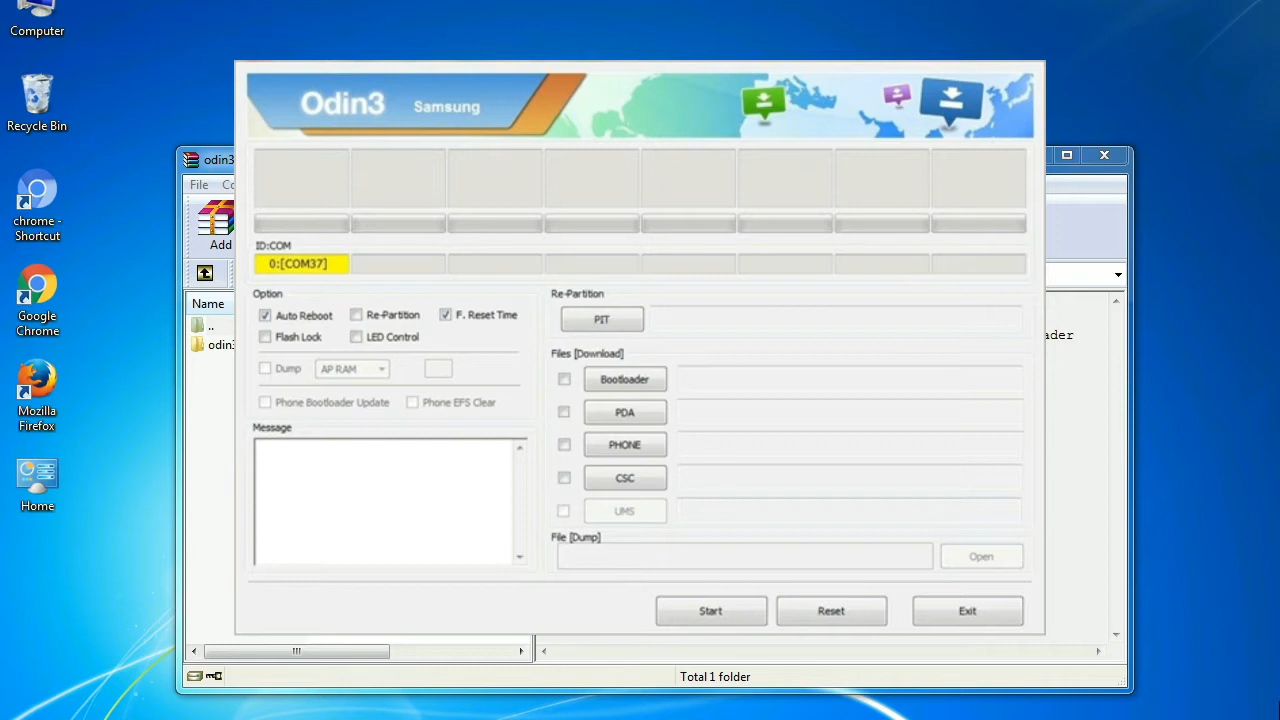 Computer
Recycle Bin
chrome -
Shortcut
Google
Chrome
Mozilla
Firefox
Home
odin3
File
Add
Name
..
odin3
ader
Total 1 folder
Odin3 Samsung
ID:COM
0:[COM37]
Option
Auto Reboot
Re-Partition
F. Reset Time
Flash Lock
LED Control
Dump
AP RAM
Phone Bootloader Update
Phone EFS Clear
Message
Re-Partition
PIT
Files [Download]
Bootloader
PDA
PHONE
CSC
UMS
File [Dump]
Open
Start
Reset
Exit